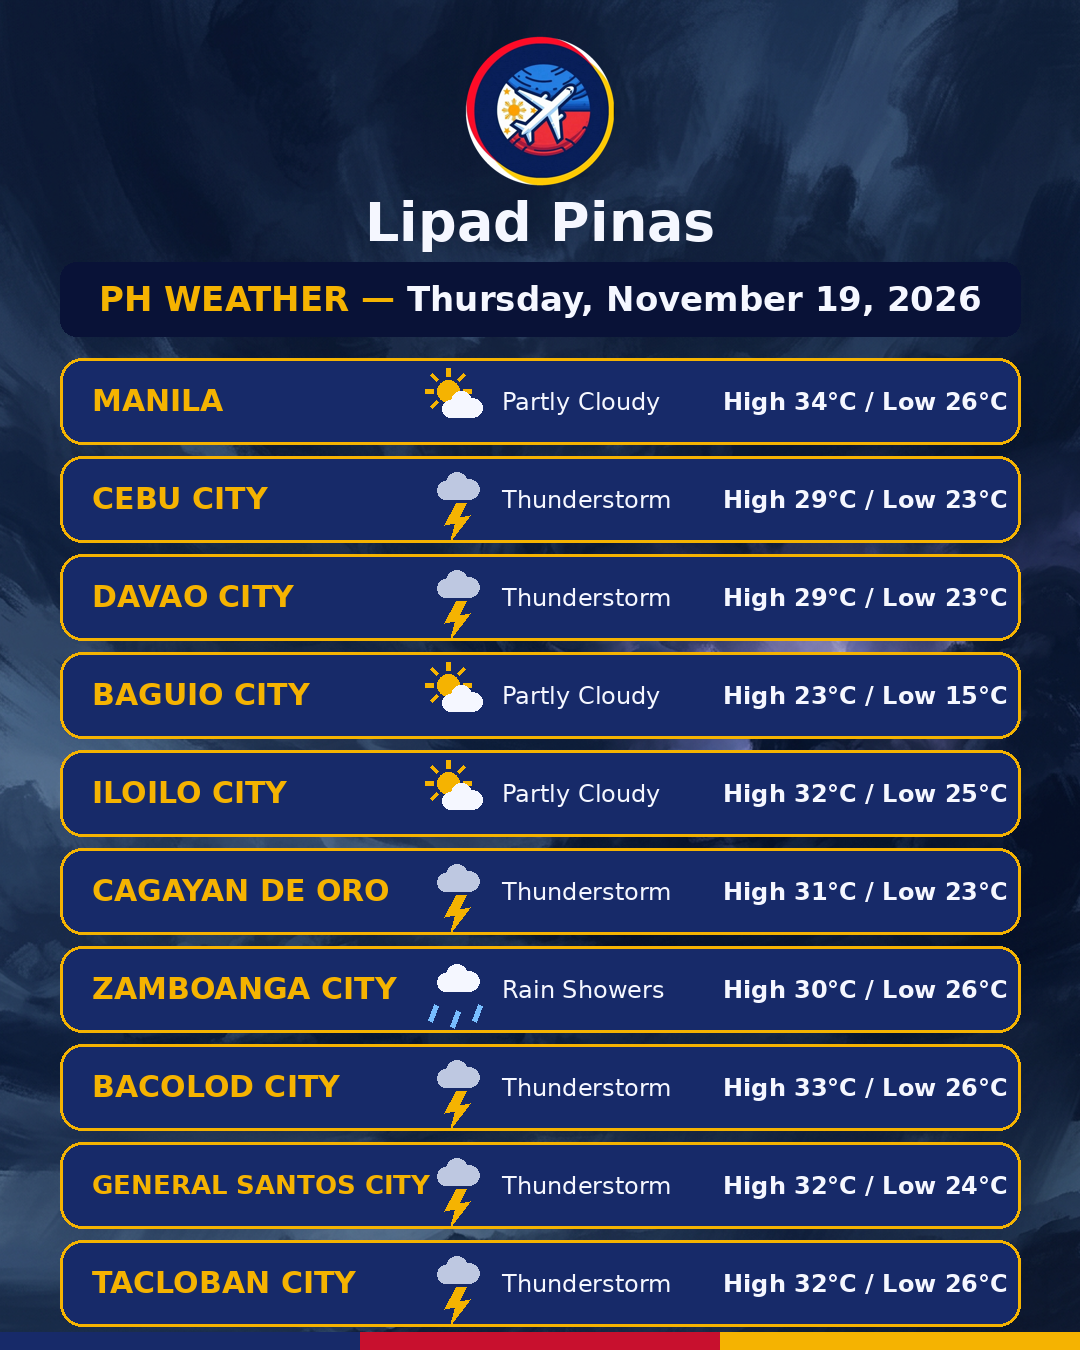 Lipad Pinas
PH WEATHER — Thursday, November 19, 2026
MANILA Partly Cloudy High 34°C / Low 26°C
CEBU CITY Thunderstorm High 29°C / Low 23°C
DAVAO CITY Thunderstorm High 29°C / Low 23°C
BAGUIO CITY Partly Cloudy High 23°C / Low 15°C
ILOILO CITY Partly Cloudy High 32°C / Low 25°C
CAGAYAN DE ORO Thunderstorm High 31°C / Low 23°C
ZAMBOANGA CITY Rain Showers High 30°C / Low 26°C
BACOLOD CITY Thunderstorm High 33°C / Low 26°C
GENERAL SANTOS CITY Thunderstorm High 32°C / Low 24°C
TACLOBAN CITY Thunderstorm High 32°C / Low 26°C